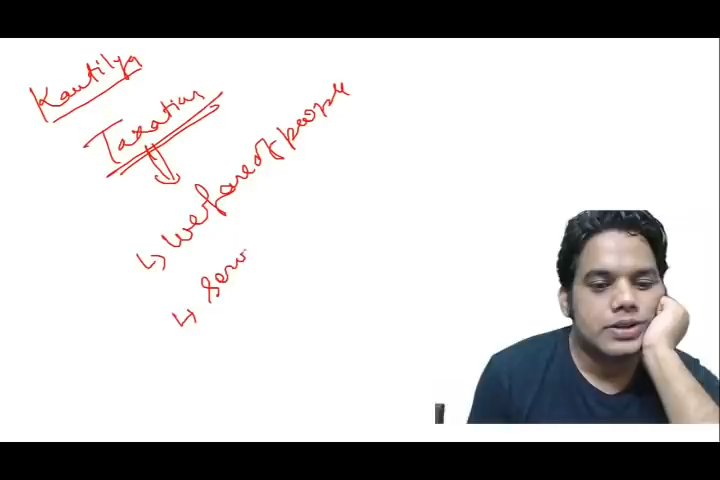 Kautilya
Taxation
↳ welfare of people
↳ Serv